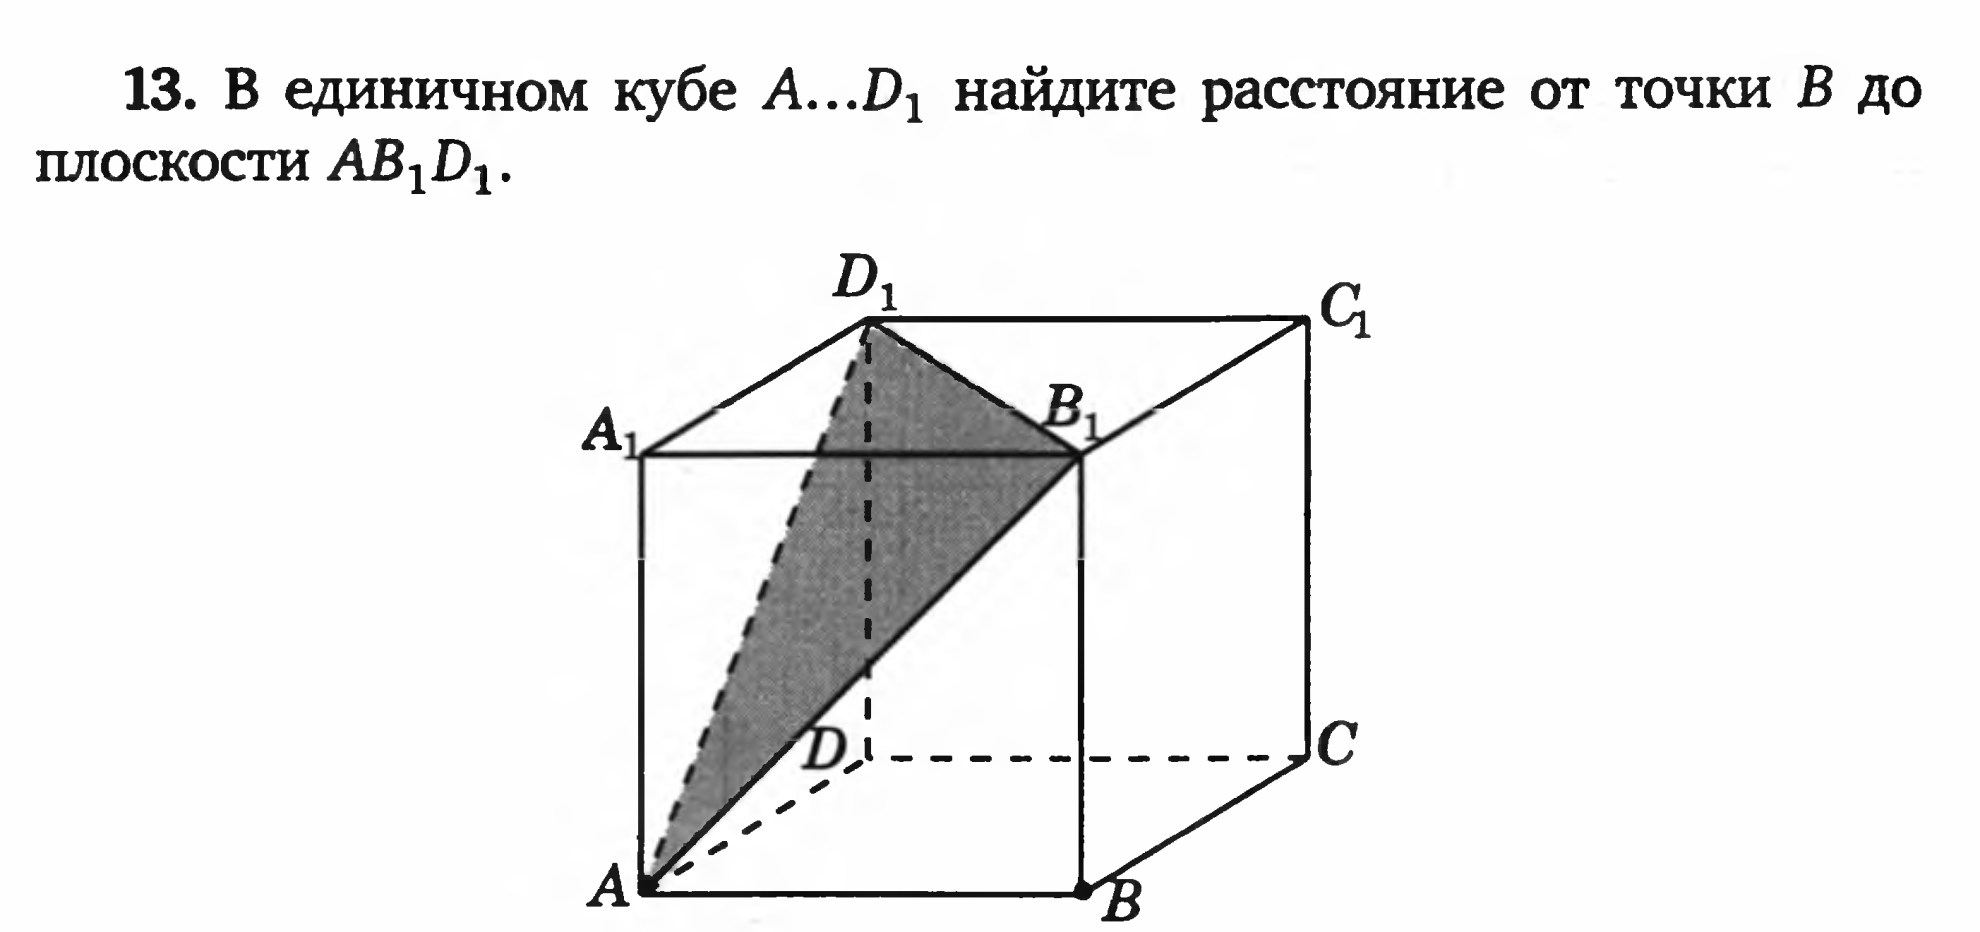 13. В единичном кубе A...D₁ найдите расстояние от точки B до
плоскости AB₁D₁.
D₁
C₁
B₁
A₁
D
C
A
B